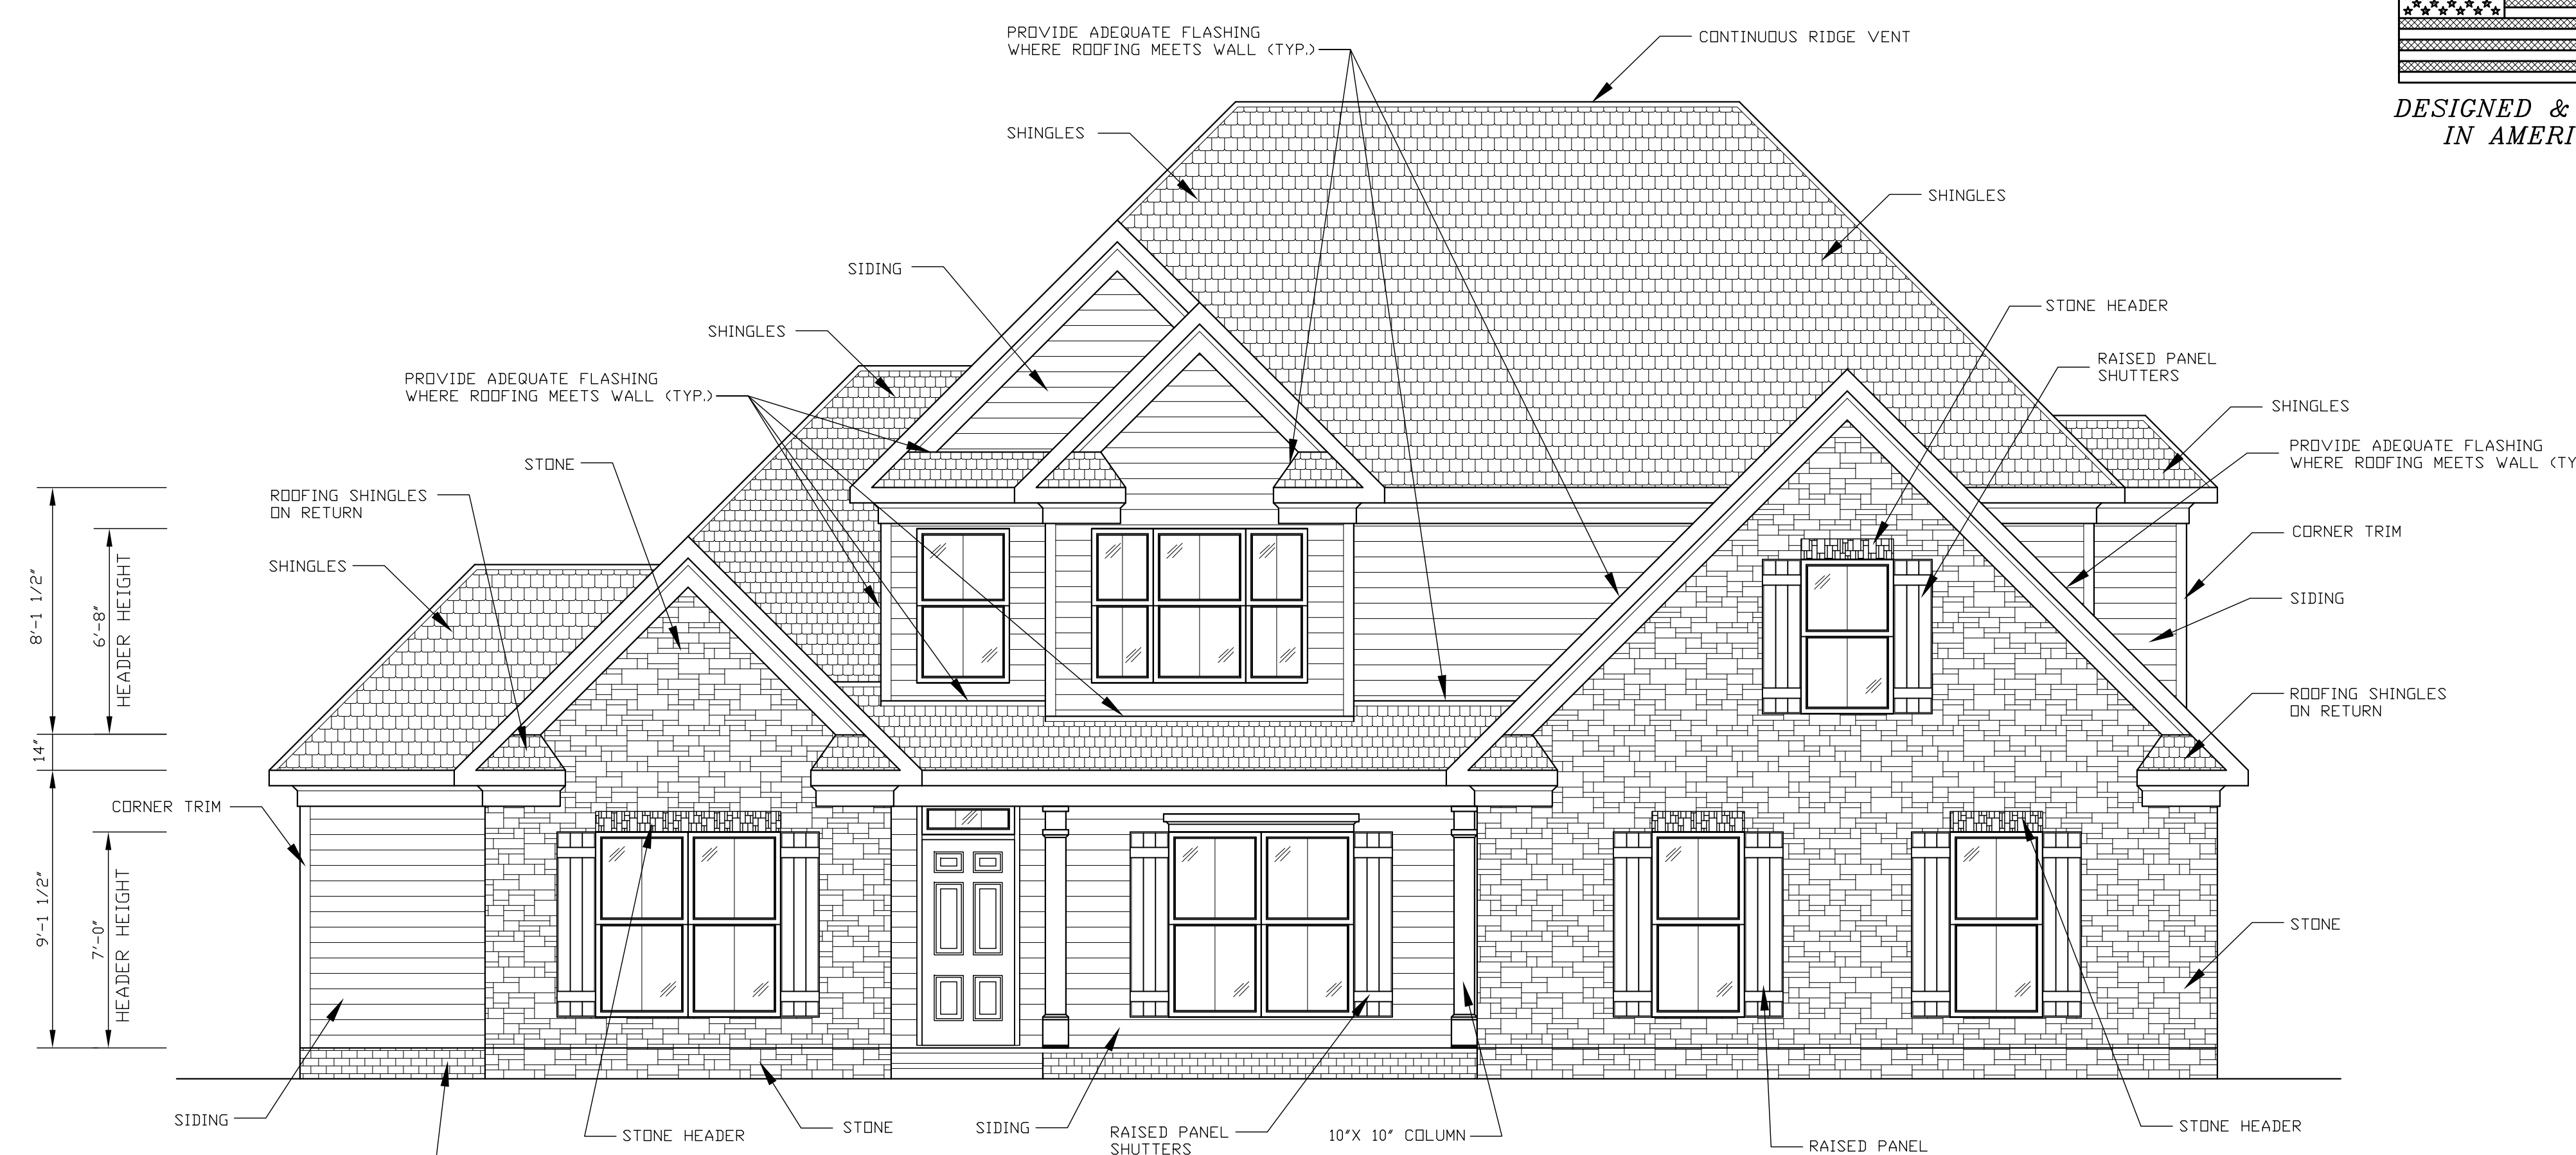 PROVIDE ADEQUATE FLASHING
WHERE ROOFING MEETS WALL (TYP.)
CONTINUOUS RIDGE VENT
DESIGNED &
IN AMERI
SHINGLES
SHINGLES
SIDING
STONE HEADER
SHINGLES
RAISED PANEL
SHUTTERS
PROVIDE ADEQUATE FLASHING
WHERE ROOFING MEETS WALL (TYP.)
SHINGLES
PROVIDE ADEQUATE FLASHING
WHERE ROOFING MEETS WALL (TY
STONE
ROOFING SHINGLES
ON RETURN
CORNER TRIM
SHINGLES
8'-1 1/2"
6'-8"
HEADER HEIGHT
SIDING
ROOFING SHINGLES
ON RETURN
14"
CORNER TRIM
9'-1 1/2"
7'-0"
HEADER HEIGHT
STONE
SIDING
STONE HEADER
STONE
SIDING
RAISED PANEL
SHUTTERS
10"X 10" COLUMN
RAISED PANEL
STONE HEADER